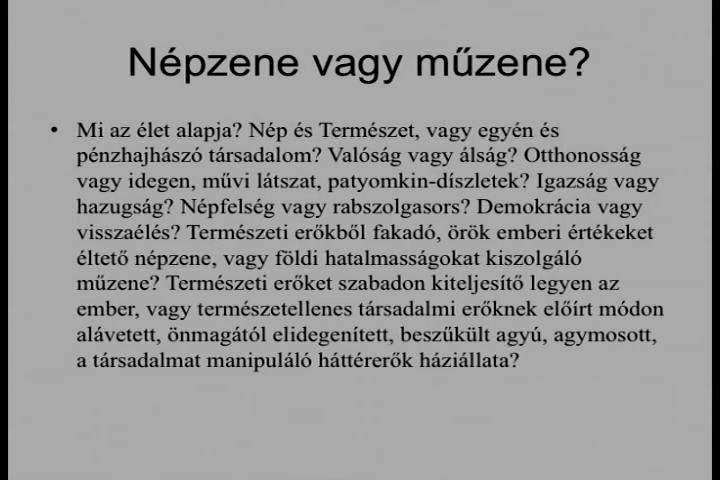 Népzene vagy műzene?
• Mi az élet alapja? Nép és Természet, vagy egyén és
pénzhajhászó társadalom? Valóság vagy álság? Otthonosság
vagy idegen, művi látszat, patyomkin-díszletek? Igazság vagy
hazugság? Népfelség vagy rabszolgasors? Demokrácia vagy
visszaélés? Természeti erőkből fakadó, örök emberi értékeket
éltető népzene, vagy földi hatalmasságokat kiszolgáló
műzene? Természeti erőket szabadon kiteljesítő legyen az
ember, vagy természetellenes társadalmi erőknek előírt módon
alávetett, önmagától elidegenített, beszűkült agyú, agymosott,
a társadalmat manipuláló háttérerők háziállata?